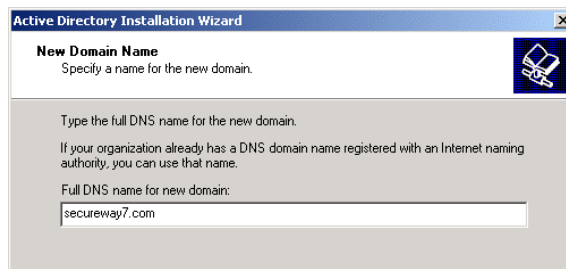 Active Directory Installation Wizard
New Domain Name
Specify a name for the new domain.
Type the full DNS name for the new domain.
If your organization already has a DNS domain name registered with an Internet naming
authority, you can use that name.
Full DNS name for new domain:
secureway7.com